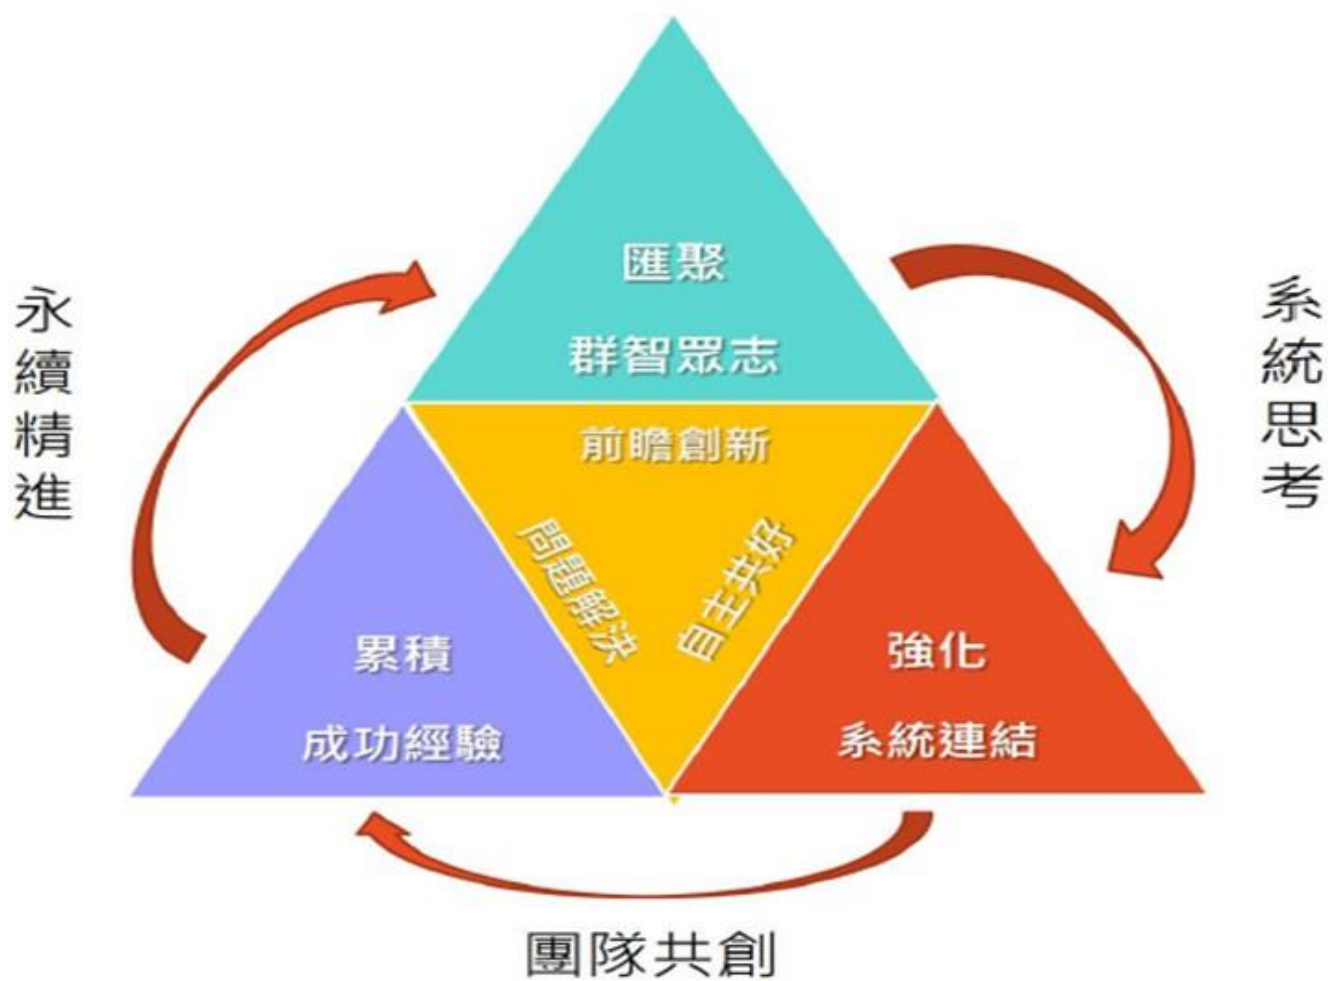 匯聚
群智眾志
永續精進
系統思考
前瞻創新
問題解決
自主共好
累積
成功經驗
強化
系統連結
團隊共創